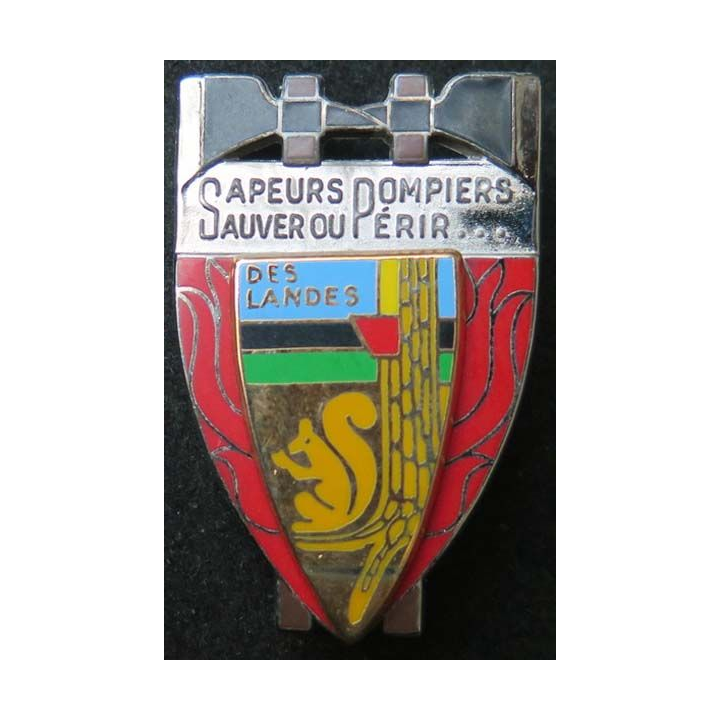 SAPEURS POMPIERS
SAUVER OU PÉRIR...
DES
LANDES